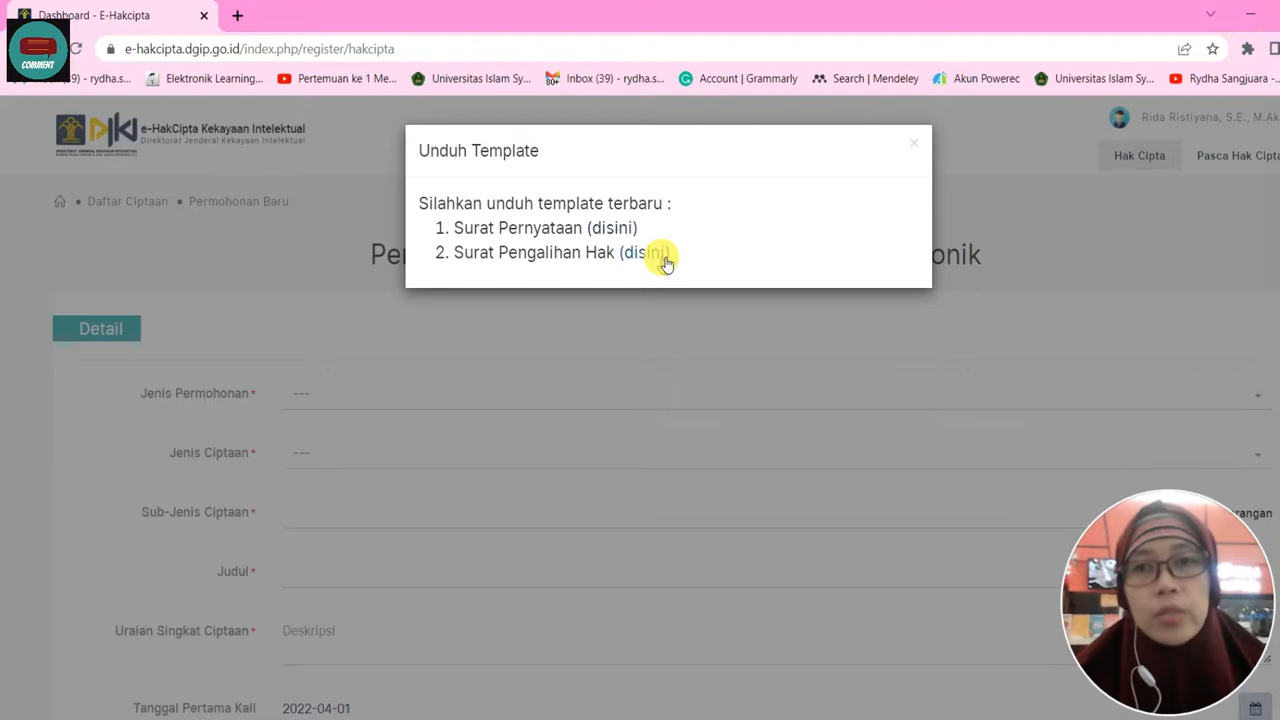 Dashboard - E-Hakcipta
COMMENT
e-hakcipta.dgip.go.id/index.php/register/hakcipta
(39) - rydha.s...
Elektronik Learning...
Pertemuan ke 1 Me...
Universitas Islam Sy...
80+
Inbox (39) - rydha.s...
Account | Grammarly
Search | Mendeley
Akun Powerec
Universitas Islam Sy...
Rydha Sangjuara -...
e-HakCipta Kekayaan Intelektual
Direktorat Jenderal Kekayaan Intelektual
Rida Ristiyana, S.E., M.Ak
Hak Cipta
Pasca Hak Cipta
Daftar Ciptaan
Permohonan Baru
Unduh Template
×
Silahkan unduh template terbaru :
1. Surat Pernyataan (disini)
2. Surat Pengalihan Hak (disini)
Detail
Jenis Permohonan*
---
Jenis Ciptaan*
---
Sub-Jenis Ciptaan*
Judul*
Uraian Singkat Ciptaan*
Deskripsi
Tanggal Pertama Kali
2022-04-01